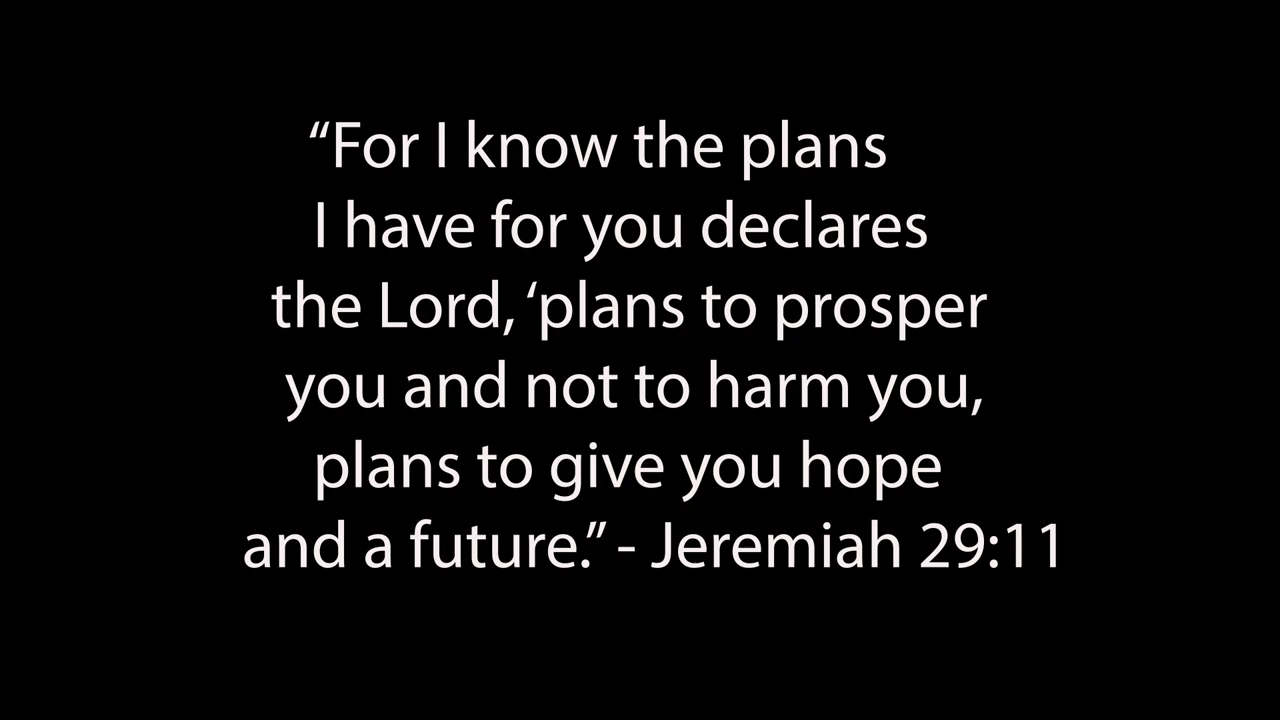 “For I know the plans
I have for you declares
the Lord, ‘plans to prosper
you and not to harm you,
plans to give you hope
and a future.” - Jeremiah 29:11